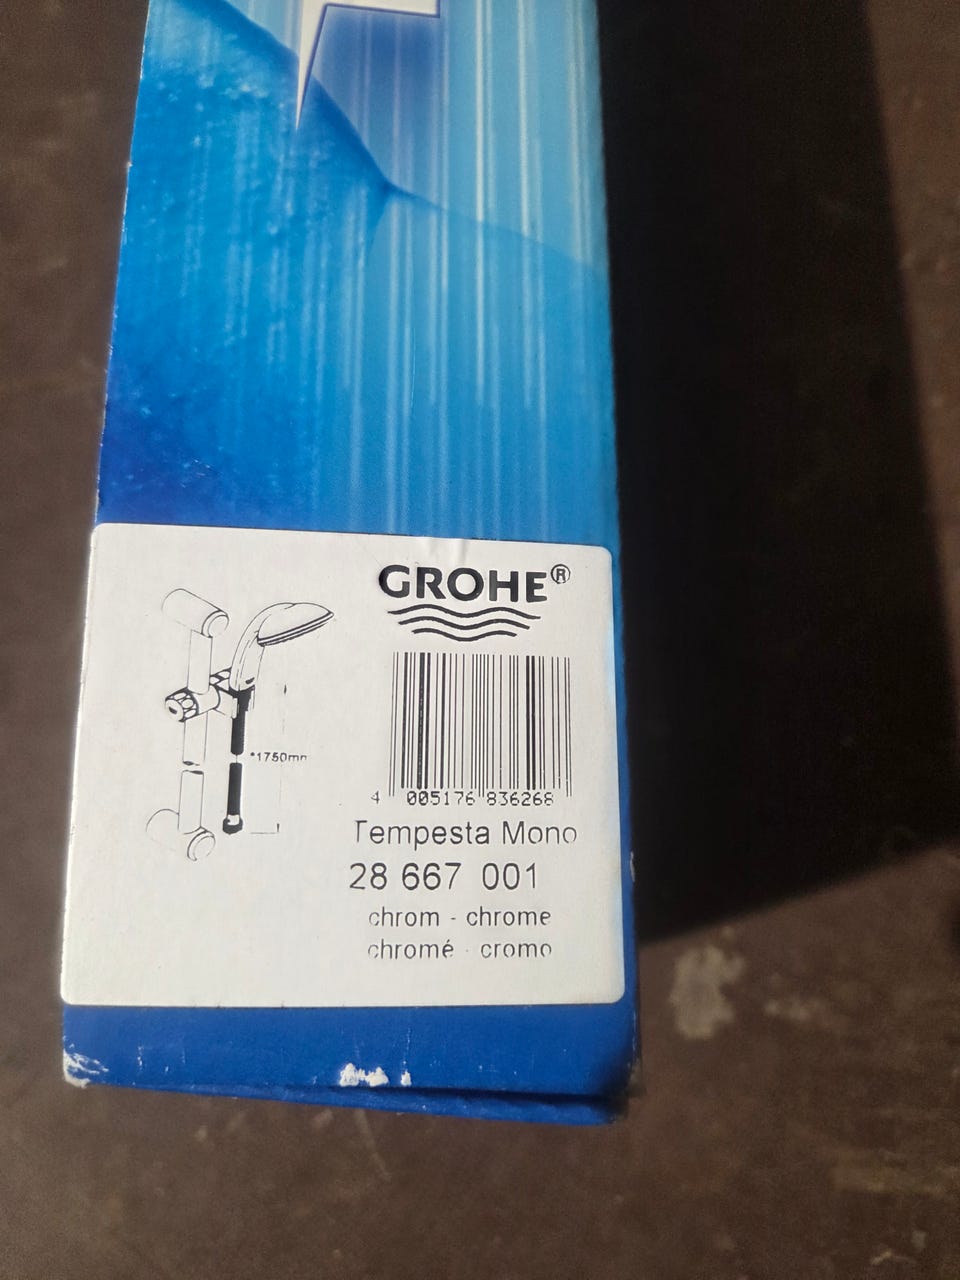 GROHE®
*1750mm
4 005176 836268
Tempesta Mono
28 667 001
chrom - chrome
chromé - cromo